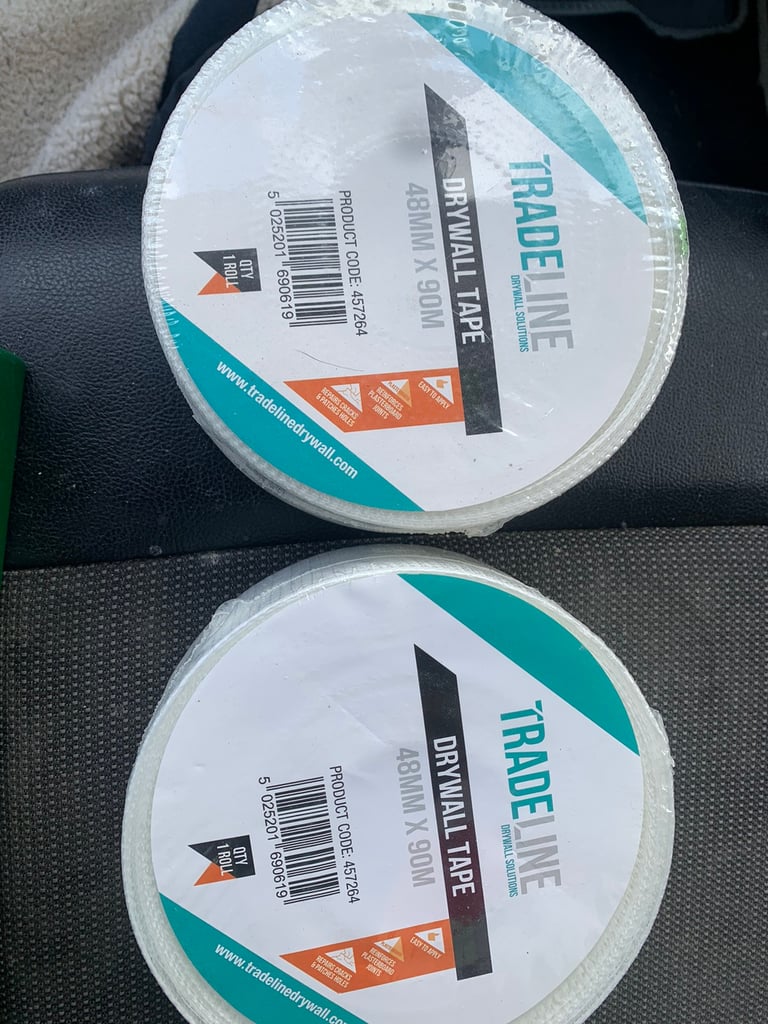 TRADELINE
DRYWALL SOLUTIONS
DRYWALL TAPE
48MM X 90M
EASY TO APPLY
REINFORCES
PLASTERBOARD
JOINTS
REPAIRS CRACKS
& PATCHES HOLES
PRODUCT CODE: 457264
5 025201 690619
QTY
1 ROLL
www.tradelinedrywall.com
TRADELINE
DRYWALL SOLUTIONS
DRYWALL TAPE
48MM X 90M
EASY TO APPLY
REINFORCES
PLASTERBOARD
JOINTS
REPAIRS CRACKS
& PATCHES HOLES
PRODUCT CODE: 457264
5 025201 690619
QTY
1 ROLL
www.tradelinedrywall.com